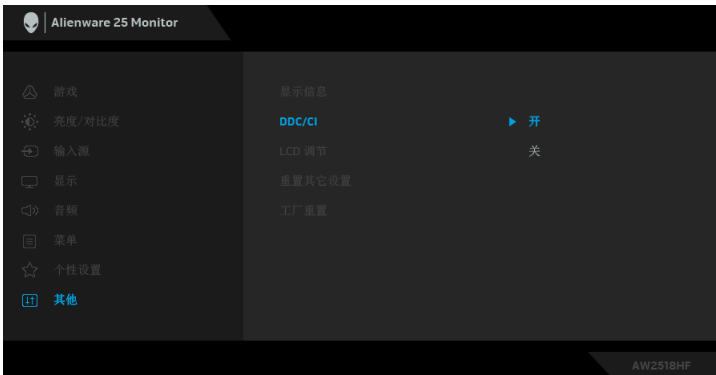 Alienware 25 Monitor
游戏
显示信息
亮度/对比度
DDC/CI
开
输入源
LCD 调节
关
显示
重置其它设置
音频
工厂重置
菜单
个性设置
其他
AW2518HF